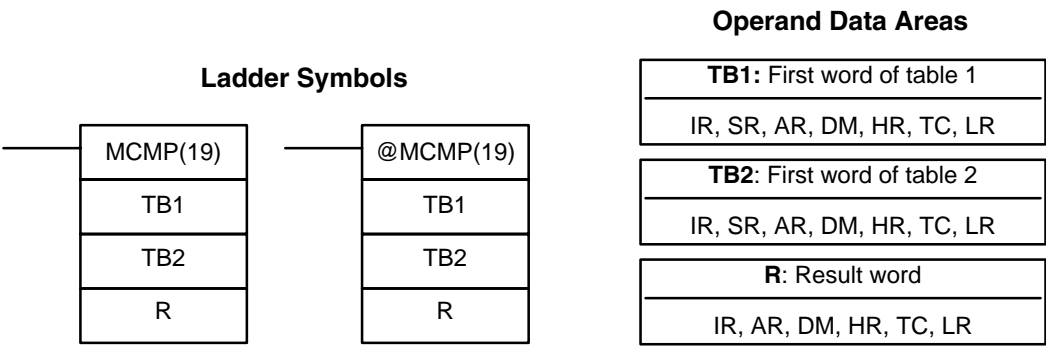 Ladder Symbols
MCMP(19)
TB1
TB2
R
@MCMP(19)
TB1
TB2
R
Operand Data Areas
TB1: First word of table 1
IR, SR, AR, DM, HR, TC, LR
TB2: First word of table 2
IR, SR, AR, DM, HR, TC, LR
R: Result word
IR, AR, DM, HR, TC, LR